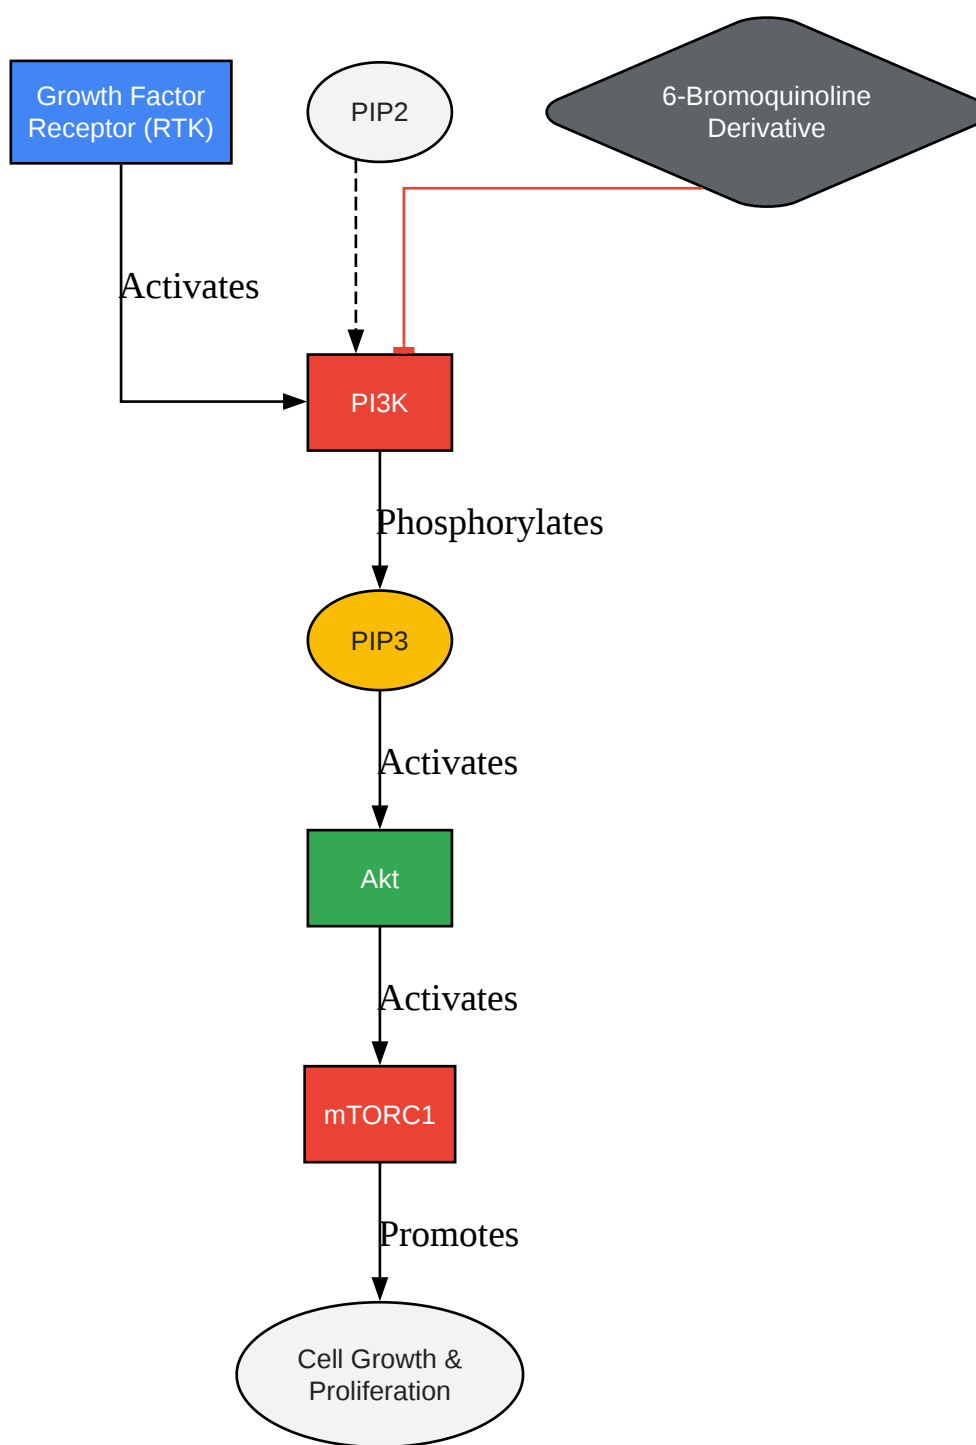 Growth Factor
Receptor (RTK)
PIP2
6-Bromoquinoline
Derivative
Activates
PI3K
Phosphorylates
PIP3
Activates
Akt
Activates
mTORC1
Promotes
Cell Growth &
Proliferation